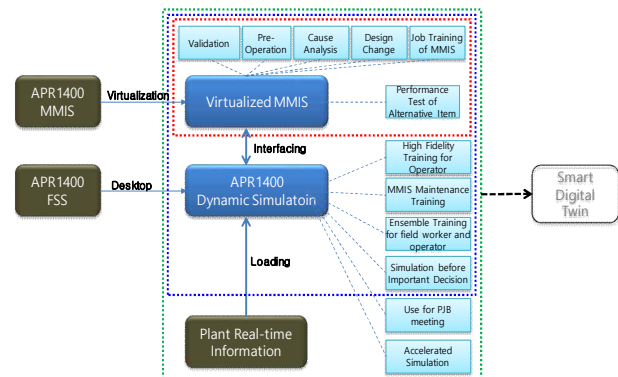 Validation
Pre-
Operation
Cause
Analysis
Design
Change
Job Training
of MMIS
APR1400
MMIS
Virtualization
Virtualized MMIS
Performance
Test of
Alternative Item
Interfacing
High Fidelity
Training for
Operator
APR1400
FSS
Desktop
APR1400
Dynamic Simulatoin
MMIS Maintenance
Training
Smart
Digital
Twin
Ensemble Training
for field worker and
operator
Loading
Simulation before
Important Decision
Use for PJB
meeting
Plant Real-time
Information
Accelerated
Simulation